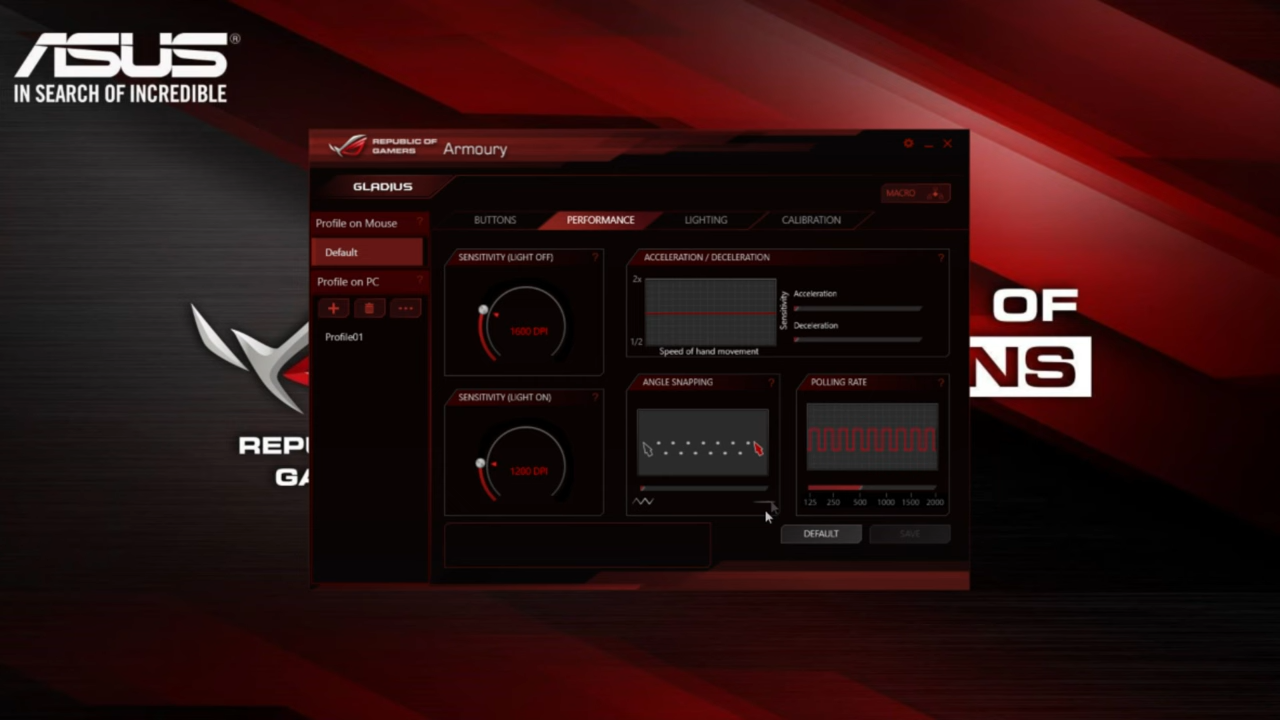 ASUS®
IN SEARCH OF INCREDIBLE
REPUBLIC OF
GAMERS
Armoury
GLADIUS
MACRO
Profile on Mouse ?
Default
Profile on PC ?
Profile01
BUTTONS
PERFORMANCE
LIGHTING
CALIBRATION
SENSITIVITY (LIGHT OFF) ?
1600 DPI
SENSITIVITY (LIGHT ON) ?
1200 DPI
ACCELERATION / DECELERATION ?
2x
1/2
Sensitivity
Speed of hand movement
Acceleration
Deceleration
ANGLE SNAPPING ?
POLLING RATE ?
125 250 500 1000 1500 2000
DEFAULT
SAVE
OF
NS
REPU
GA